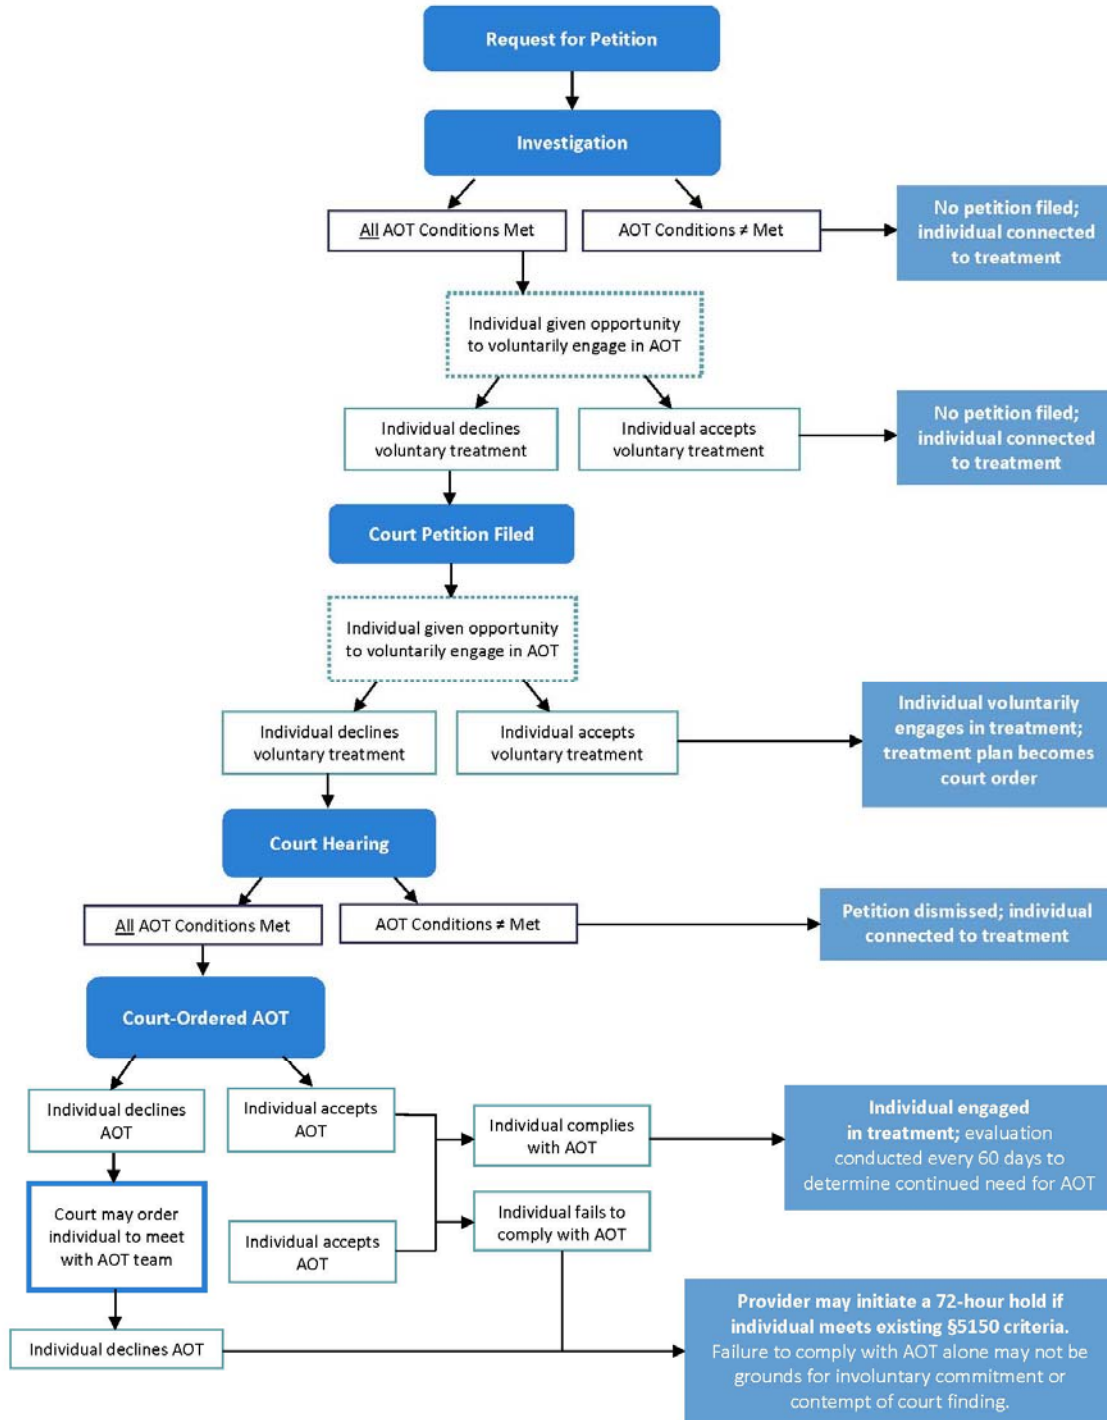 Request for Petition
Investigation
All AOT Conditions Met
AOT Conditions ≠ Met
No petition filed;
individual connected
to treatment
Individual given opportunity
to voluntarily engage in AOT
Individual declines
voluntary treatment
Individual accepts
voluntary treatment
No petition filed;
individual connected
to treatment
Court Petition Filed
Individual given opportunity
to voluntarily engage in AOT
Individual declines
voluntary treatment
Individual accepts
voluntary treatment
Individual voluntarily
engages in treatment;
treatment plan becomes
court order
Court Hearing
All AOT Conditions Met
AOT Conditions ≠ Met
Petition dismissed; individual
connected to treatment
Court-Ordered AOT
Individual declines
AOT
Individual accepts
AOT
Individual complies
with AOT
Individual engaged
in treatment; evaluation
conducted every 60 days to
determine continued need for AOT
Court may order
individual to meet
with AOT team
Individual accepts
AOT
Individual fails to
comply with AOT
Individual declines AOT
Provider may initiate a 72-hour hold if
individual meets existing §5150 criteria.
Failure to comply with AOT alone may not be
grounds for involuntary commitment or
contempt of court finding.